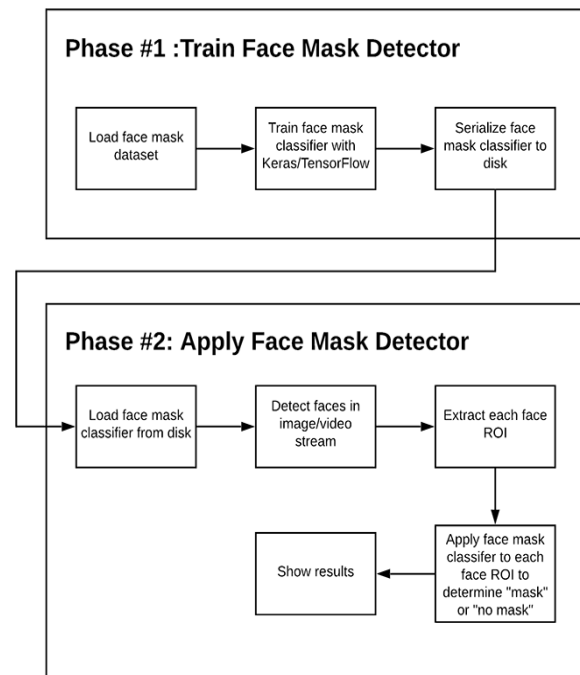 Phase #1 :Train Face Mask Detector
Load face mask
dataset
Train face mask
classifier with
Keras/TensorFlow
Serialize face
mask classifier to
disk
Phase #2: Apply Face Mask Detector
Load face mask
classifier from disk
Detect faces in
image/video
stream
Extract each face
ROI
Apply face mask
classifer to each
face ROI to
determine "mask"
or "no mask"
Show results